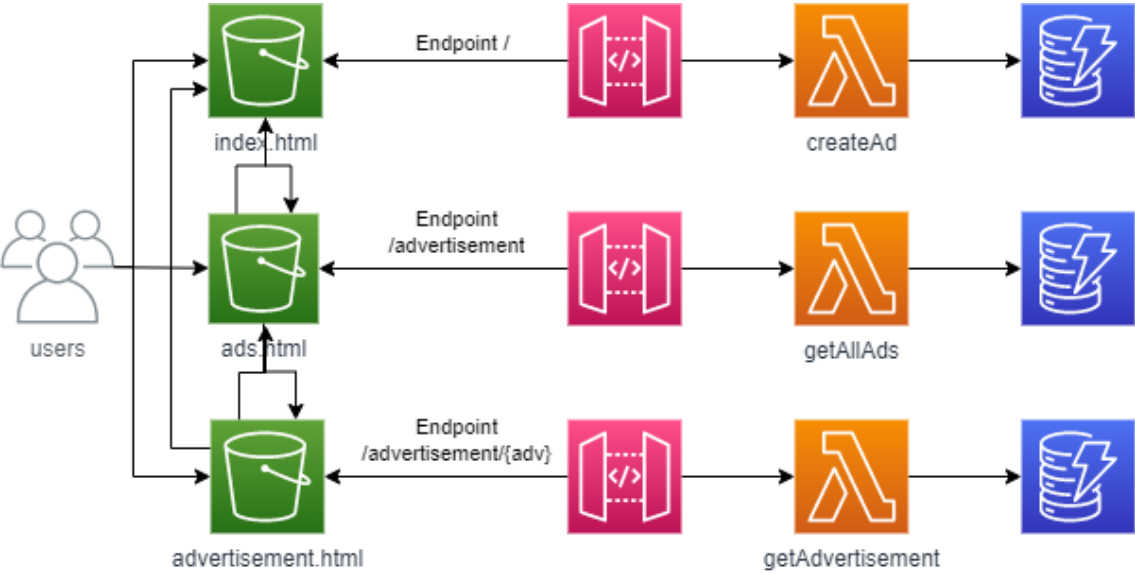 Endpoint /
index.html
createAd
Endpoint
/advertisement
users
ads.html
getAllAds
Endpoint
/advertisement/{adv}
advertisement.html
getAdvertisement